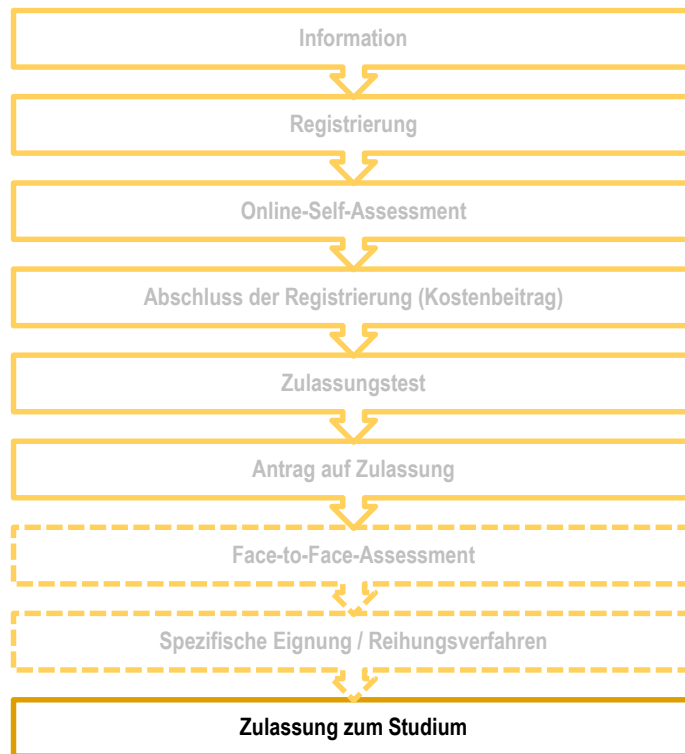 Information
Registrierung
Online-Self-Assessment
Abschluss der Registrierung (Kostenbeitrag)
Zulassungstest
Antrag auf Zulassung
Face-to-Face-Assessment
Spezifische Eignung / Reihungsverfahren
Zulassung zum Studium